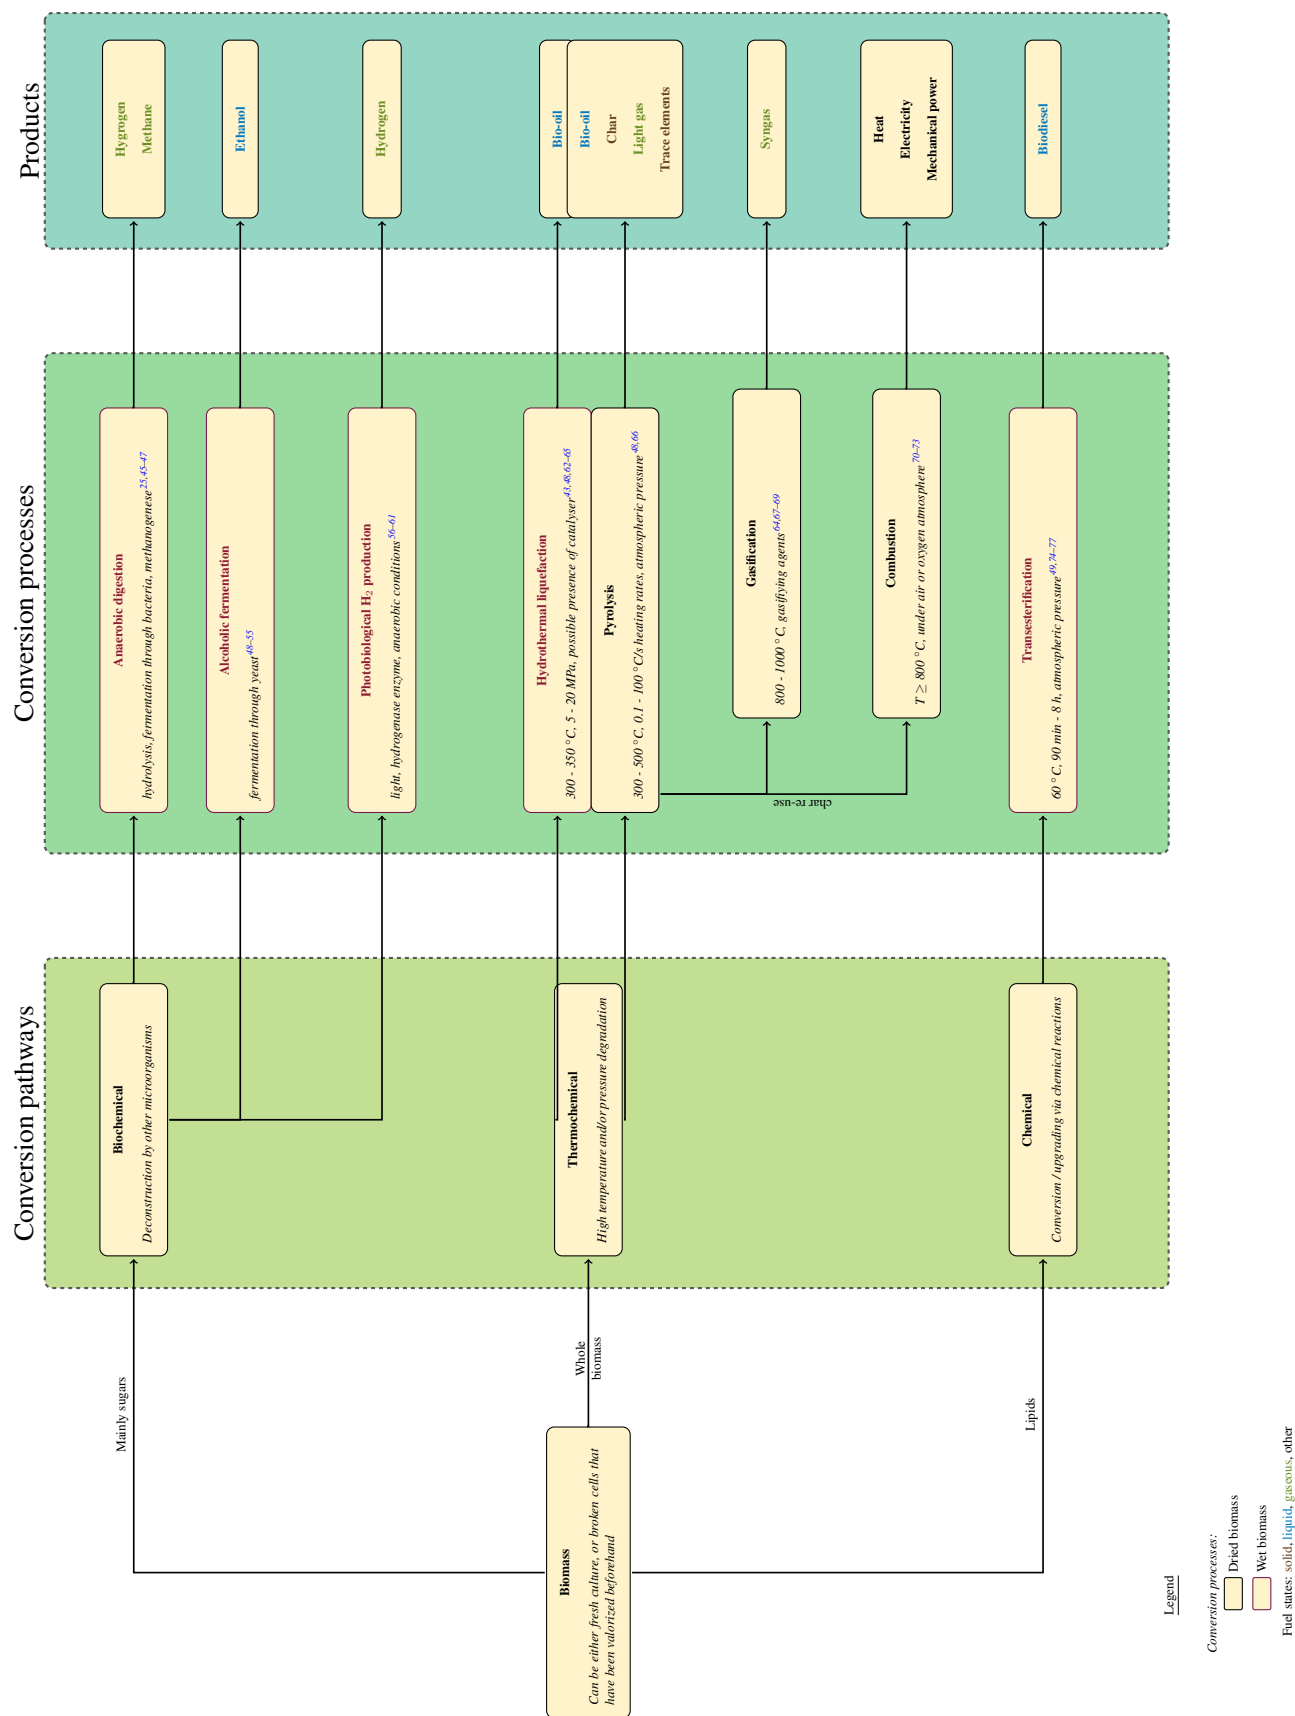 Conversion pathways
Conversion processes
Products
Biomass
Can be either fresh culture, or broken cells that
have been valorized beforehand
Mainly sugars
Whole
biomass
Lipids
Biochemical
Deconstruction by other microorganisms
Thermochemical
High temperature and/or pressure degradation
Chemical
Conversion / upgrading via chemical reactions
Anaerobic digestion
hydrolysis, fermentation through bacteria, methanogenese25,45–47
Alcoholic fermentation
fermentation through yeast48–55
Photobiological H2 production
light, hydrogenase enzyme, anaerobic conditions56–61
Hydrothermal liquefaction
300 - 350 °C, 5 - 20 MPa, possible presence of catalyser43,48,62–65
Pyrolysis
300 - 500 °C, 0.1 - 100 °C/s heating rates, atmospheric pressure48,66
char re-use
Gasification
800 - 1000 °C, gasifiying agents64,67–69
Combustion
T ≥ 800 °C, under air or oxygen atmosphere70–73
Transesterification
60 °C, 90 min - 8 h, atmospheric pressure49,74–77
Hygrogen
Methane
Ethanol
Hydrogen
Bio-oil
Bio-oil
Char
Light gas
Trace elements
Syngas
Heat
Electricity
Mechanical power
Biodiesel
Legend
Conversion processes:
Dried biomass
Wet biomass
Fuel states: solid, liquid, gaseous, other